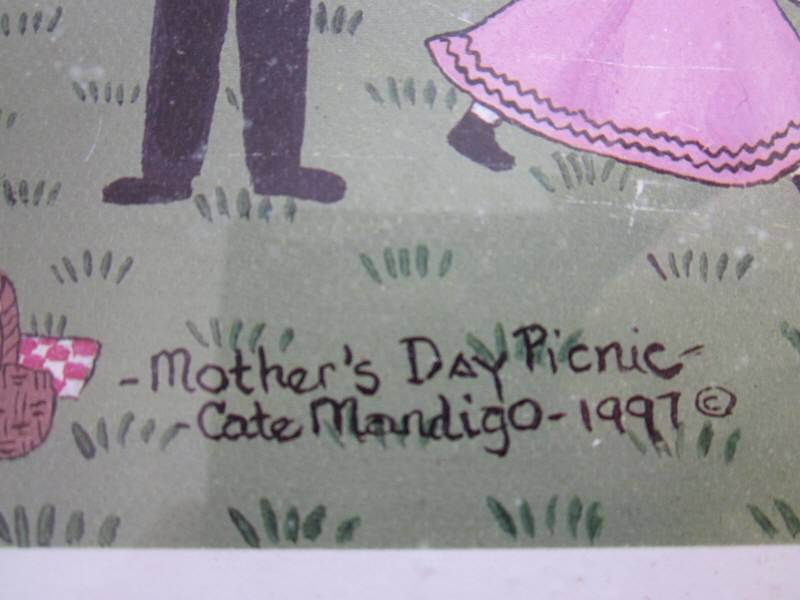 -Mother's Day Picnic-
-Cate Mandigo-1997©